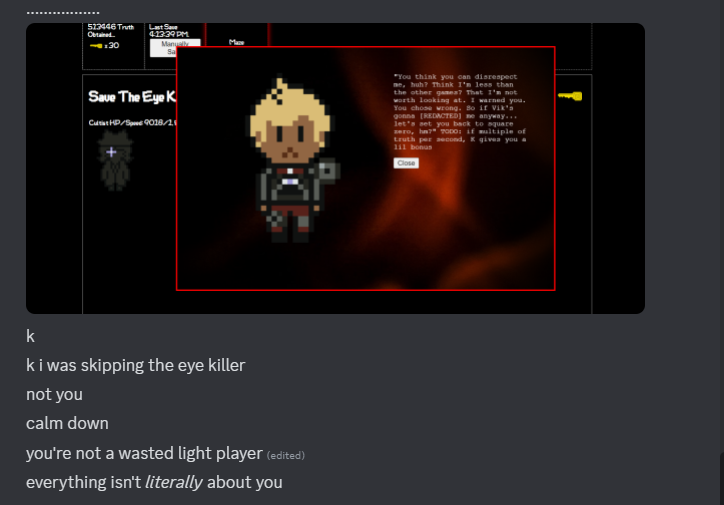 .................
513446 Truth
Obtained...
: 30
Last Save
4:13:39 PM
Manually
Sa
Maze
Save The Eye K
Cultist HP/Speed: 9018/2.
"You think you can disrespect
me, huh? Think I'm less than
the other games? That I'm not
worth looking at. I warned you.
You chose wrong. So if Vik's
gonna [REDACTED] me anyway...
let's set you back to square
zero, hm?" TODO: if multiple of
truth per second, K gives you a
lil bonus
Close
k
k i was skipping the eye killer
not you
calm down
you're not a wasted light player (edited)
everything isn't literally about you